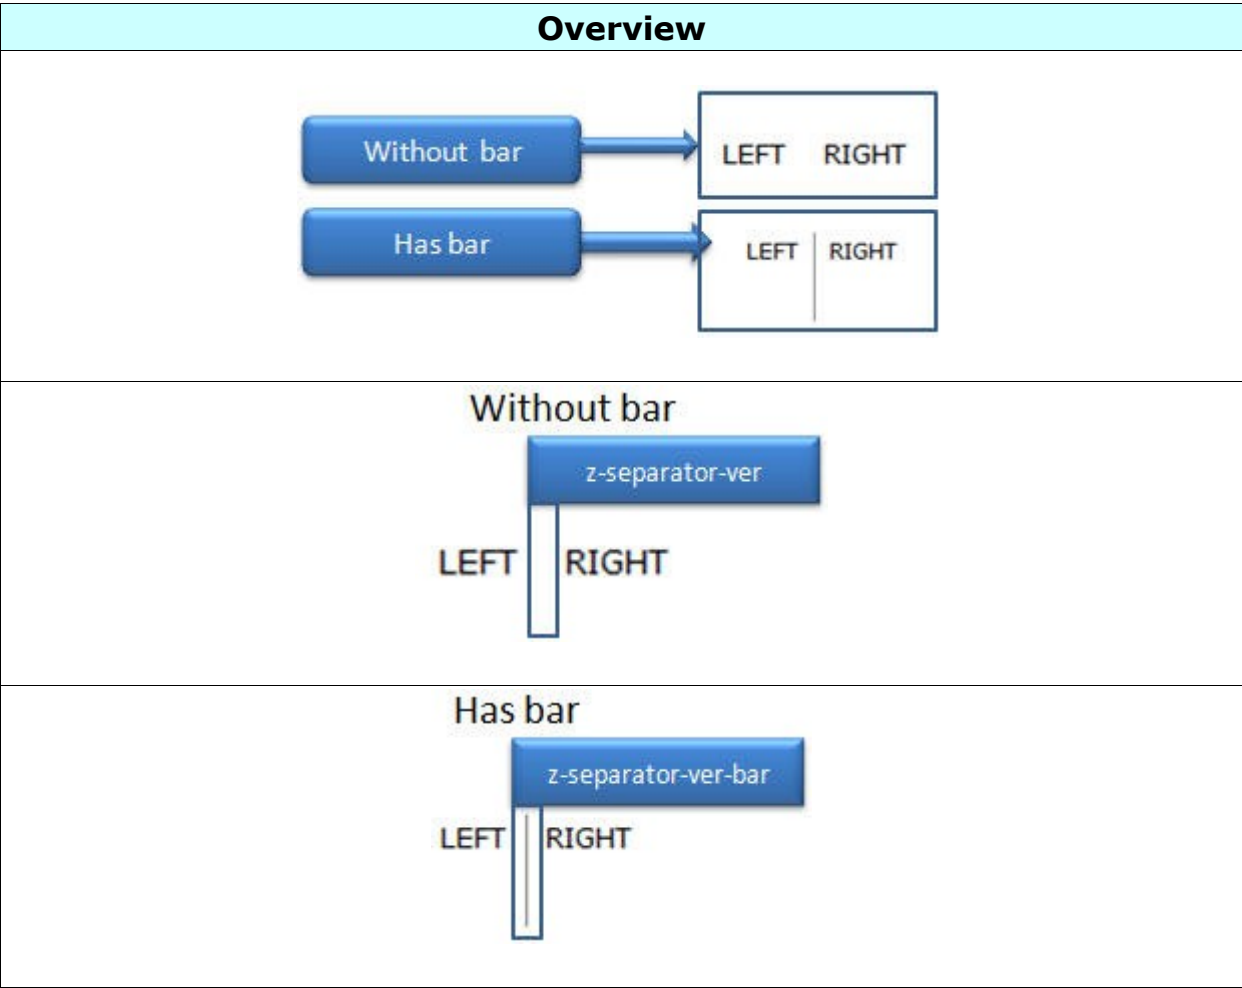 Overview
Without bar
LEFT RIGHT
Has bar
LEFT RIGHT
Without bar
z-separator-ver
LEFT RIGHT
Has bar
z-separator-ver-bar
LEFT RIGHT